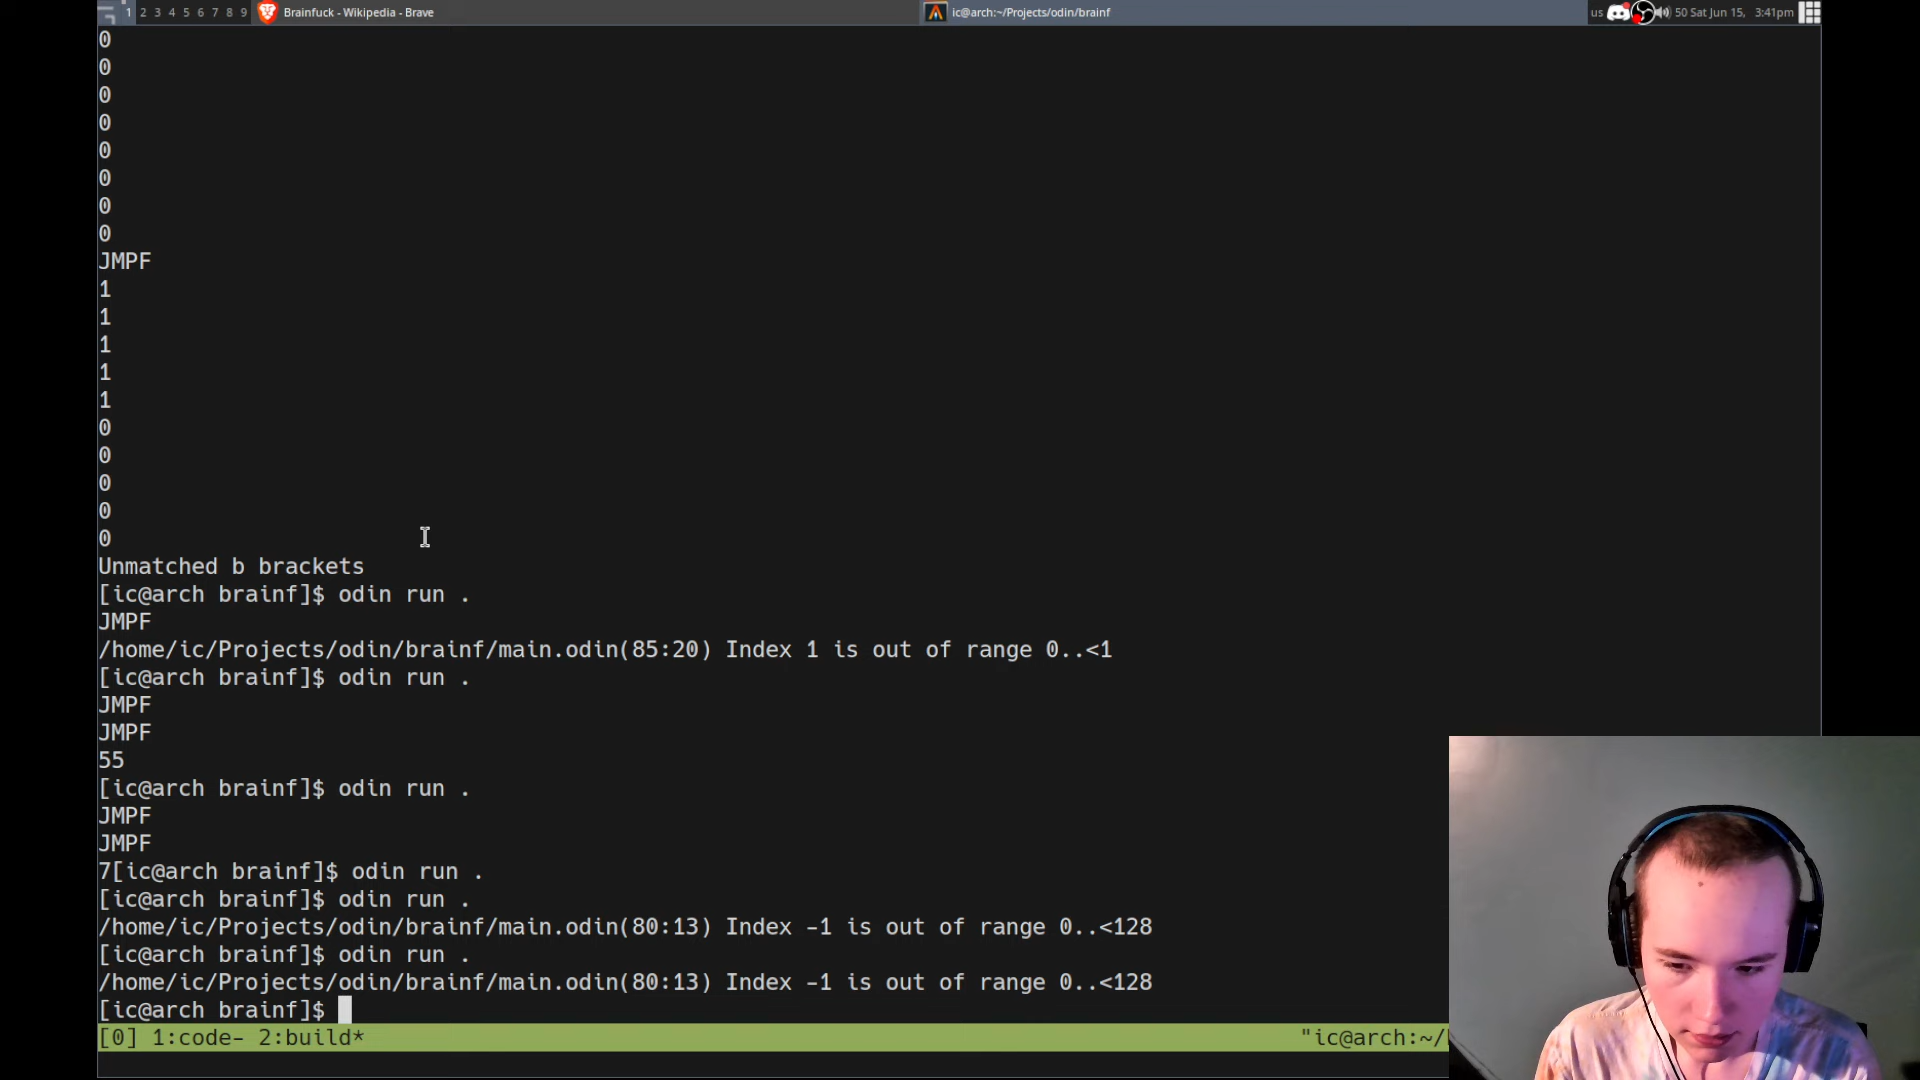 1 2 3 4 5 6 7 8 9 Brainfuck - Wikipedia - Brave ic@arch:~/Projects/odin/brainf us 50 Sat Jun 15, 3:41pm
0
0
0
0
0
0
0
0
JMPF
1
1
1
1
1
0
0
0
0
0
Unmatched b brackets
[ic@arch brainf]$ odin run .
JMPF
/home/ic/Projects/odin/brainf/main.odin(85:20) Index 1 is out of range 0..<1
[ic@arch brainf]$ odin run .
JMPF
JMPF
55
[ic@arch brainf]$ odin run .
JMPF
JMPF
7[ic@arch brainf]$ odin run .
[ic@arch brainf]$ odin run .
/home/ic/Projects/odin/brainf/main.odin(80:13) Index -1 is out of range 0..<128
[ic@arch brainf]$ odin run .
/home/ic/Projects/odin/brainf/main.odin(80:13) Index -1 is out of range 0..<128
[ic@arch brainf]$
[0] 1:code- 2:build* "ic@arch:~/